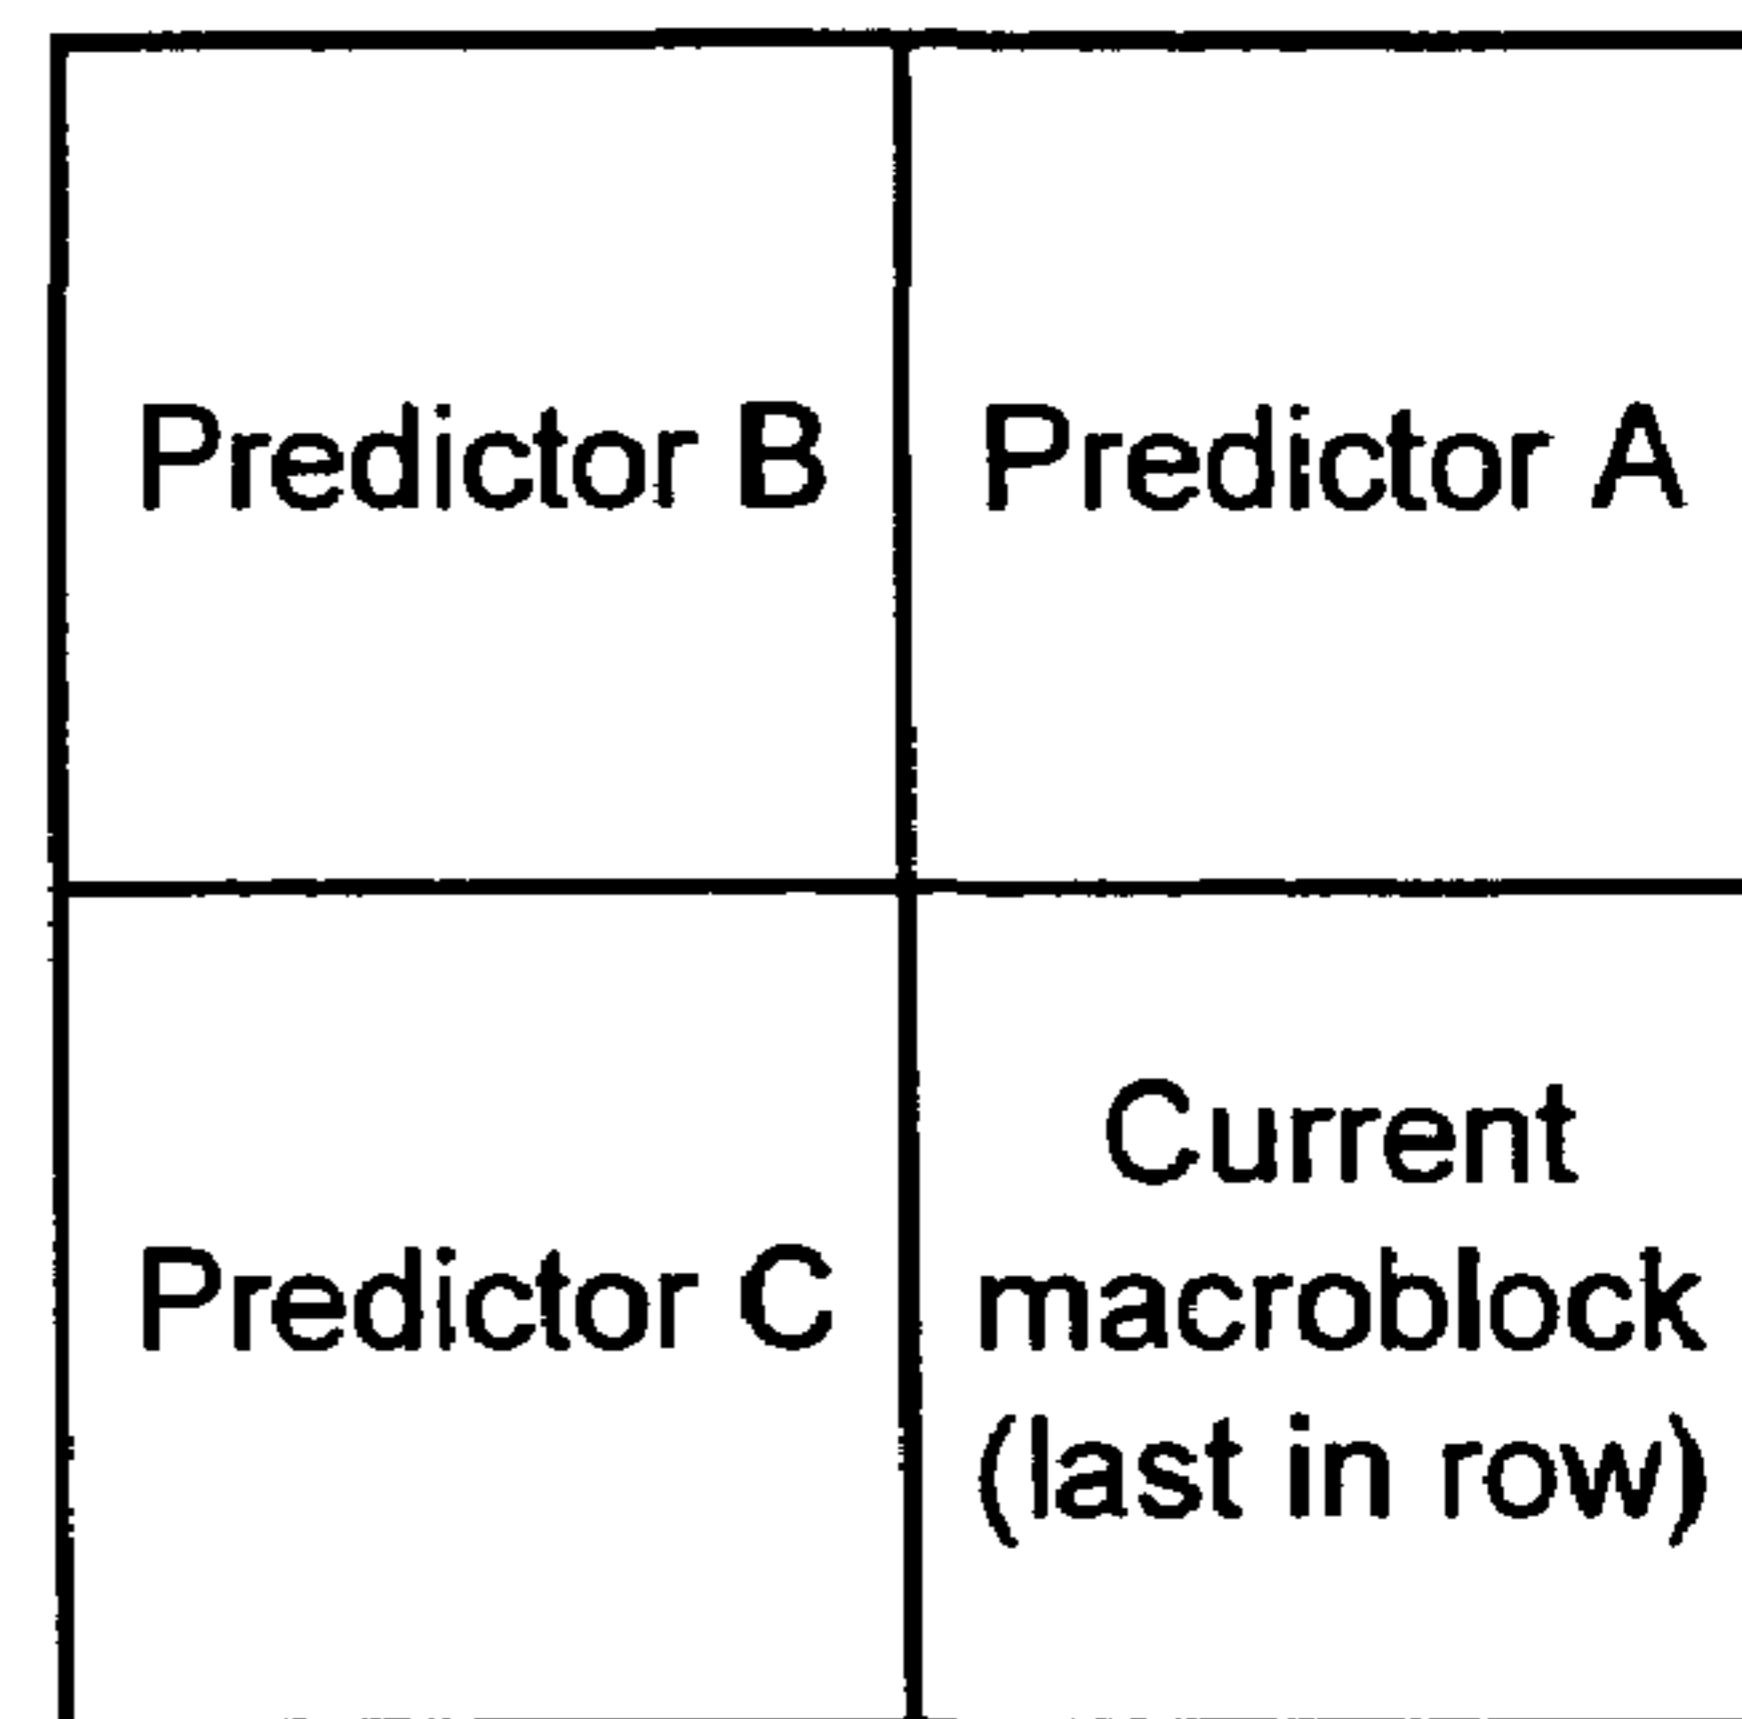 Predictor B
Predictor A
Predictor C
Current
macroblock
(last in row)